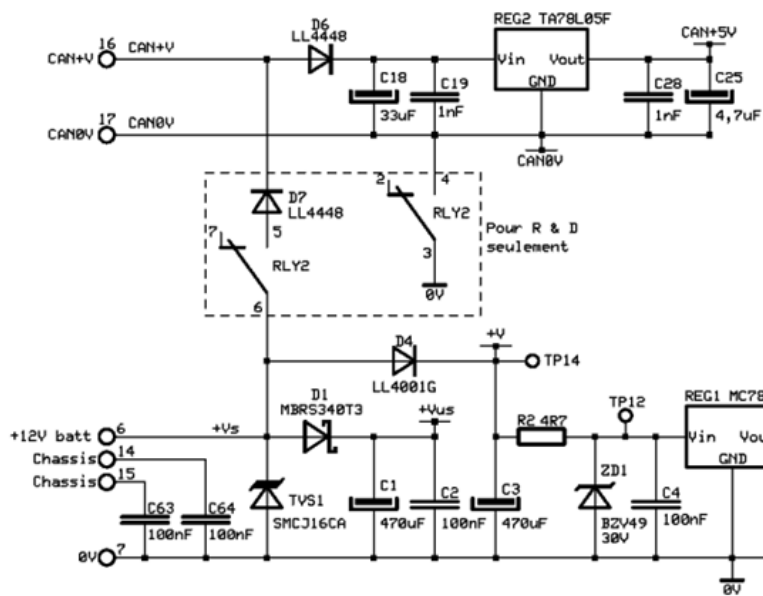 D6
LL4448
REG2 TA78L05F
CAN+5V
16
CAN+V
CAN+V
Vin
Vout
GND
C18
33uF
C19
1nF
C28
1nF
C25
4,7uF
17
CAN0V
CAN0V
CAN0V
D7
LL4448
5
7
RLY2
6
2
4
RLY2
3
0V
Pour R & D
seulement
+V
D4
LL4001G
TP14
D1
MBRS340T3
+Vus
R2 4R7
TP12
REG1 MC78
+12V batt
6
+Vs
Vin
Vou
GND
Chassis
14
Chassis
15
C63
100nF
C64
100nF
TVS1
SMCJ16CA
C1
470uF
C2
100nF
C3
470uF
ZD1
BZV49
30V
C4
100nF
0V
7
0V